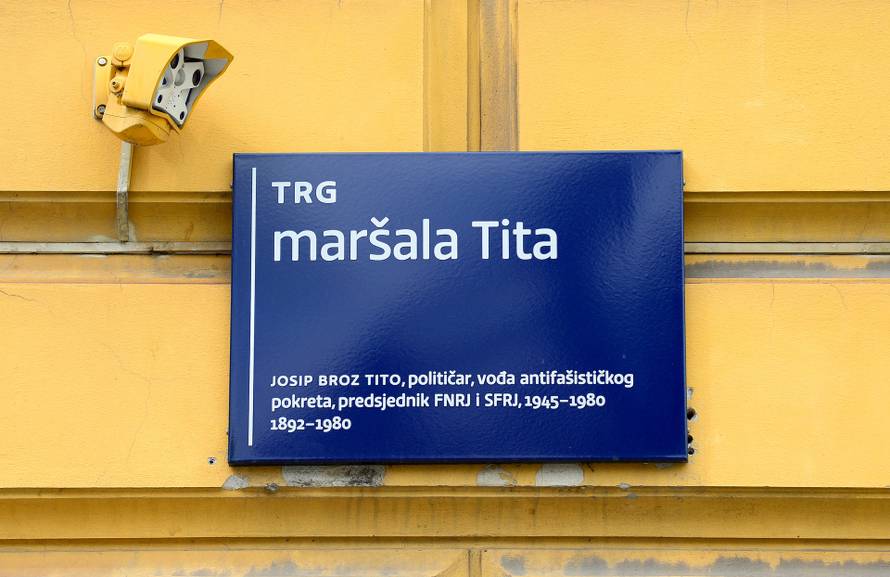 TRG
maršala Tita
JOSIP BROZ TITO, političar, vođa antifašističkog
pokreta, predsjednik FNRJ i SFRJ, 1945–1980
1892–1980